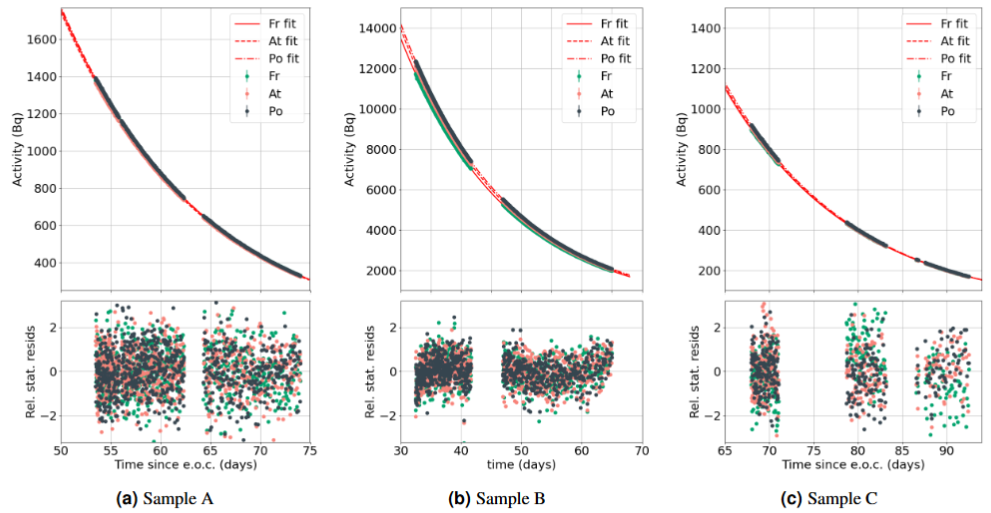 1600
1400
1200
1000
800
600
400
Activity (Bq)
Fr fit
At fit
Po fit
Fr
At
Po
2
0
−2
Rel. stat. resids
50 55 60 65 70 75
Time since e.o.c. (days)
(a) Sample A
14000
12000
10000
8000
6000
4000
2000
Activity (Bq)
Fr fit
At fit
Po fit
Fr
At
Po
2
0
−2
Rel. stat. resids
30 40 50 60 70
time (days)
(b) Sample B
1400
1200
1000
800
600
400
200
Activity (Bq)
Fr fit
At fit
Po fit
Fr
At
Po
2
0
−2
Rel. stat. resids
65 70 75 80 85 90
Time since e.o.c. (days)
(c) Sample C